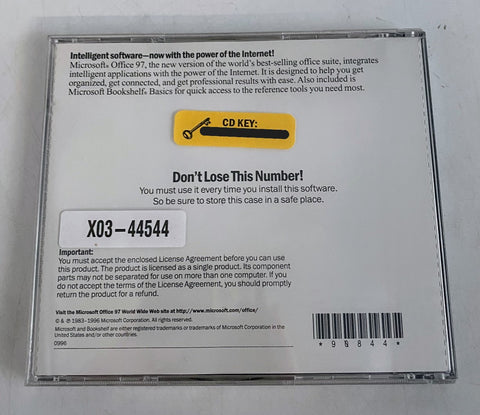 Intelligent software—now with the power of the Internet!
Microsoft® Office 97, the new version of the world's best-selling office suite, integrates
intelligent applications with the power of the Internet. It is designed to help you get
organized, get connected, and get professional results with ease. Also included is
Microsoft Bookshelf® Basics for quick access to the reference tools you need most.
CD KEY:
Don't Lose This Number!
You must use it every time you install this software.
So be sure to store this case in a safe place.
X03-44544
Important:
You must accept the enclosed License Agreement before you can use
this product. The product is licensed as a single product. Its component
parts may not be separated for use on more than one computer. If you
do not accept the terms of the License Agreement, you should promptly
return the product for a refund.
Visit the Microsoft Office 97 World Wide Web site at http://www.microsoft.com/office/
© & ℗ 1983-1996 Microsoft Corporation. All rights reserved.
Microsoft and Bookshelf are either registered trademarks or trademarks of Microsoft Corporation in the
United States and/or other countries.
0996
*90844*